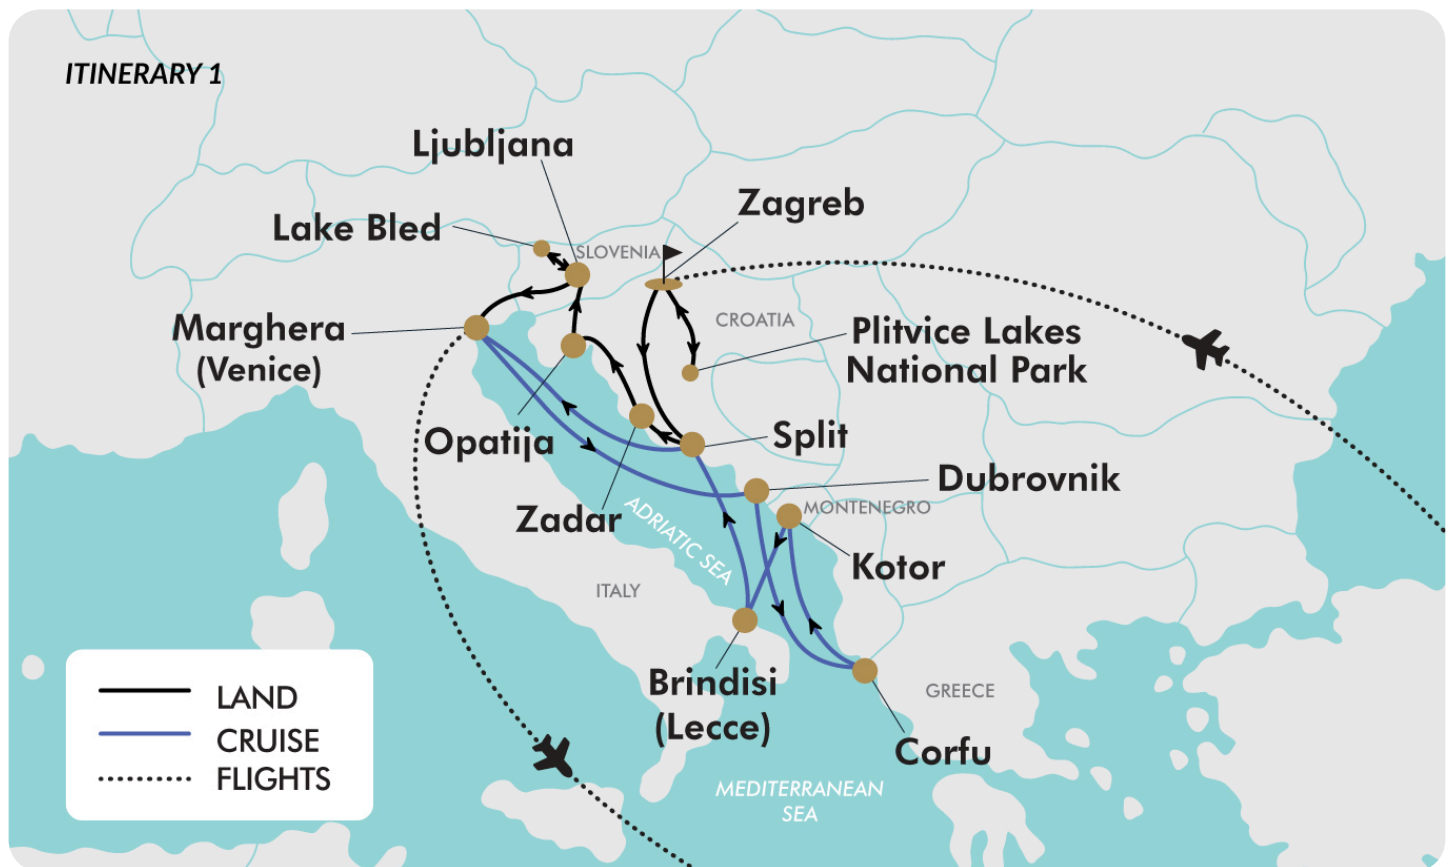 ITINERARY 1
Ljubljana
Zagreb
Lake Bled
SLOVENIA
CROATIA
Marghera
(Venice)
Plitvice Lakes
National Park
Opatija
Split
Dubrovnik
Zadar
ADRIATIC SEA
MONTENEGRO
Kotor
ITALY
Brindisi
(Lecce)
GREECE
Corfu
MEDITERRANEAN
SEA
LAND
CRUISE
FLIGHTS